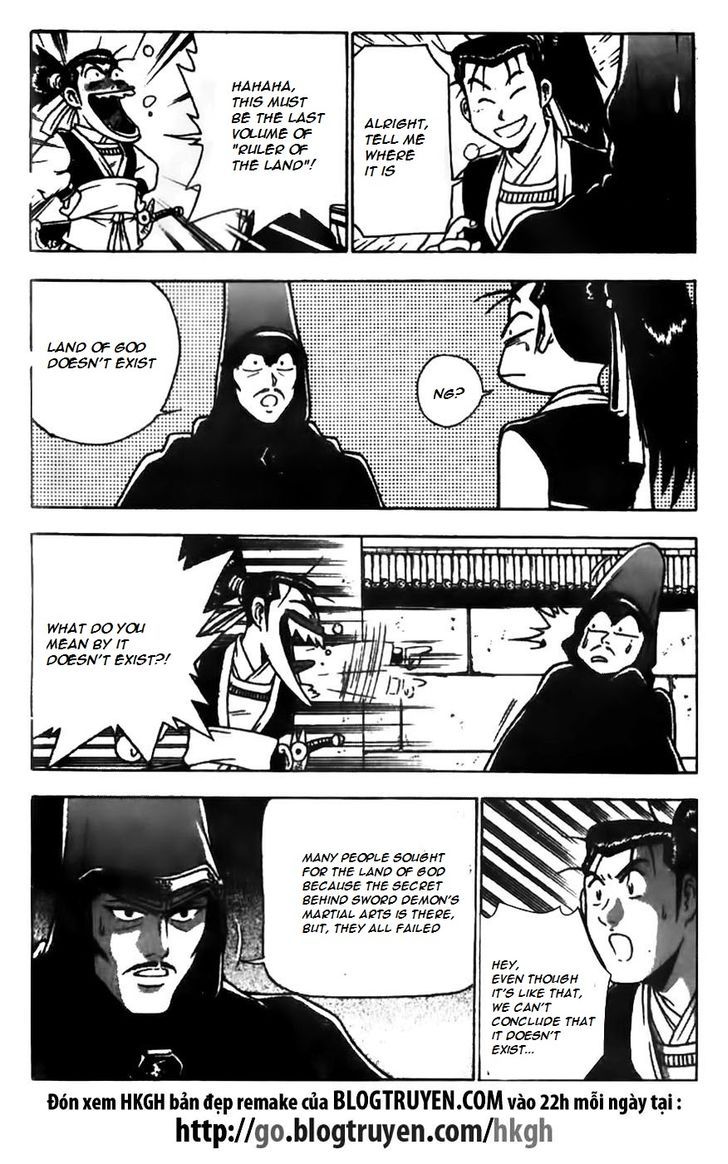 HAHAHA,
THIS MUST
BE THE LAST
VOLUME OF
"RULER
OF THE
LAND"!
ALRIGHT,
TELL ME
WHERE
IT IS
LAND OF GOD
DOESN'T EXIST
NG?
WHAT DO YOU
MEAN BY IT
DOESN'T EXIST?!
MANY PEOPLE SOUGHT
FOR THE LAND OF GOD
BECAUSE THE SECRET
BEHIND SWORD DEMON'S
MARTIAL ARTS IS THERE,
BUT, THEY ALL FAILED
HEY,
EVEN THOUGH
IT'S LIKE THAT,
WE CAN'T
CONCLUDE THAT
IT DOESN'T
EXIST...
Đón xem HKGH bản đẹp remake của BLOGTRUYEN.COM vào 22h mỗi ngày tại :
http://go.blogtruyen.com/hkgh